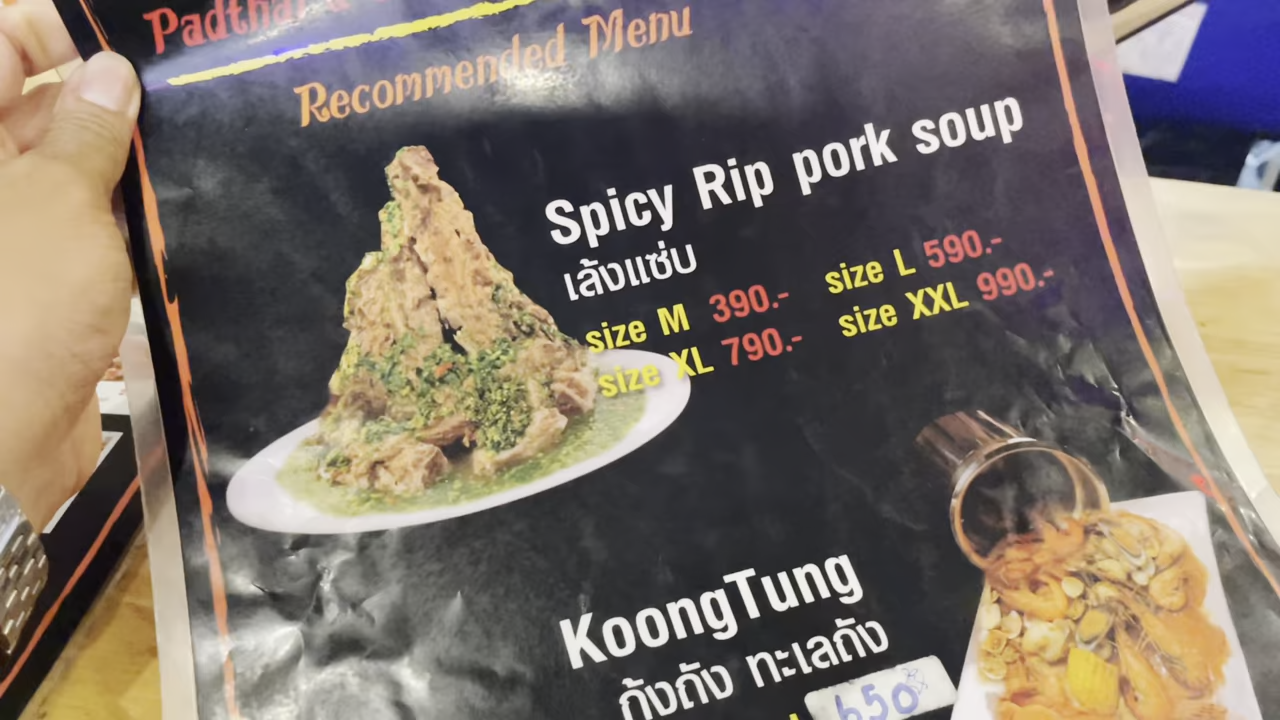 Padthai
Recommended Menu
Spicy Rip pork soup
เล้งแซ่บ
size M 390.- size L 590.-
size XL 790.- size XXL 990.-
KoongTung
กุ้งถัง ทะเลถัง
650